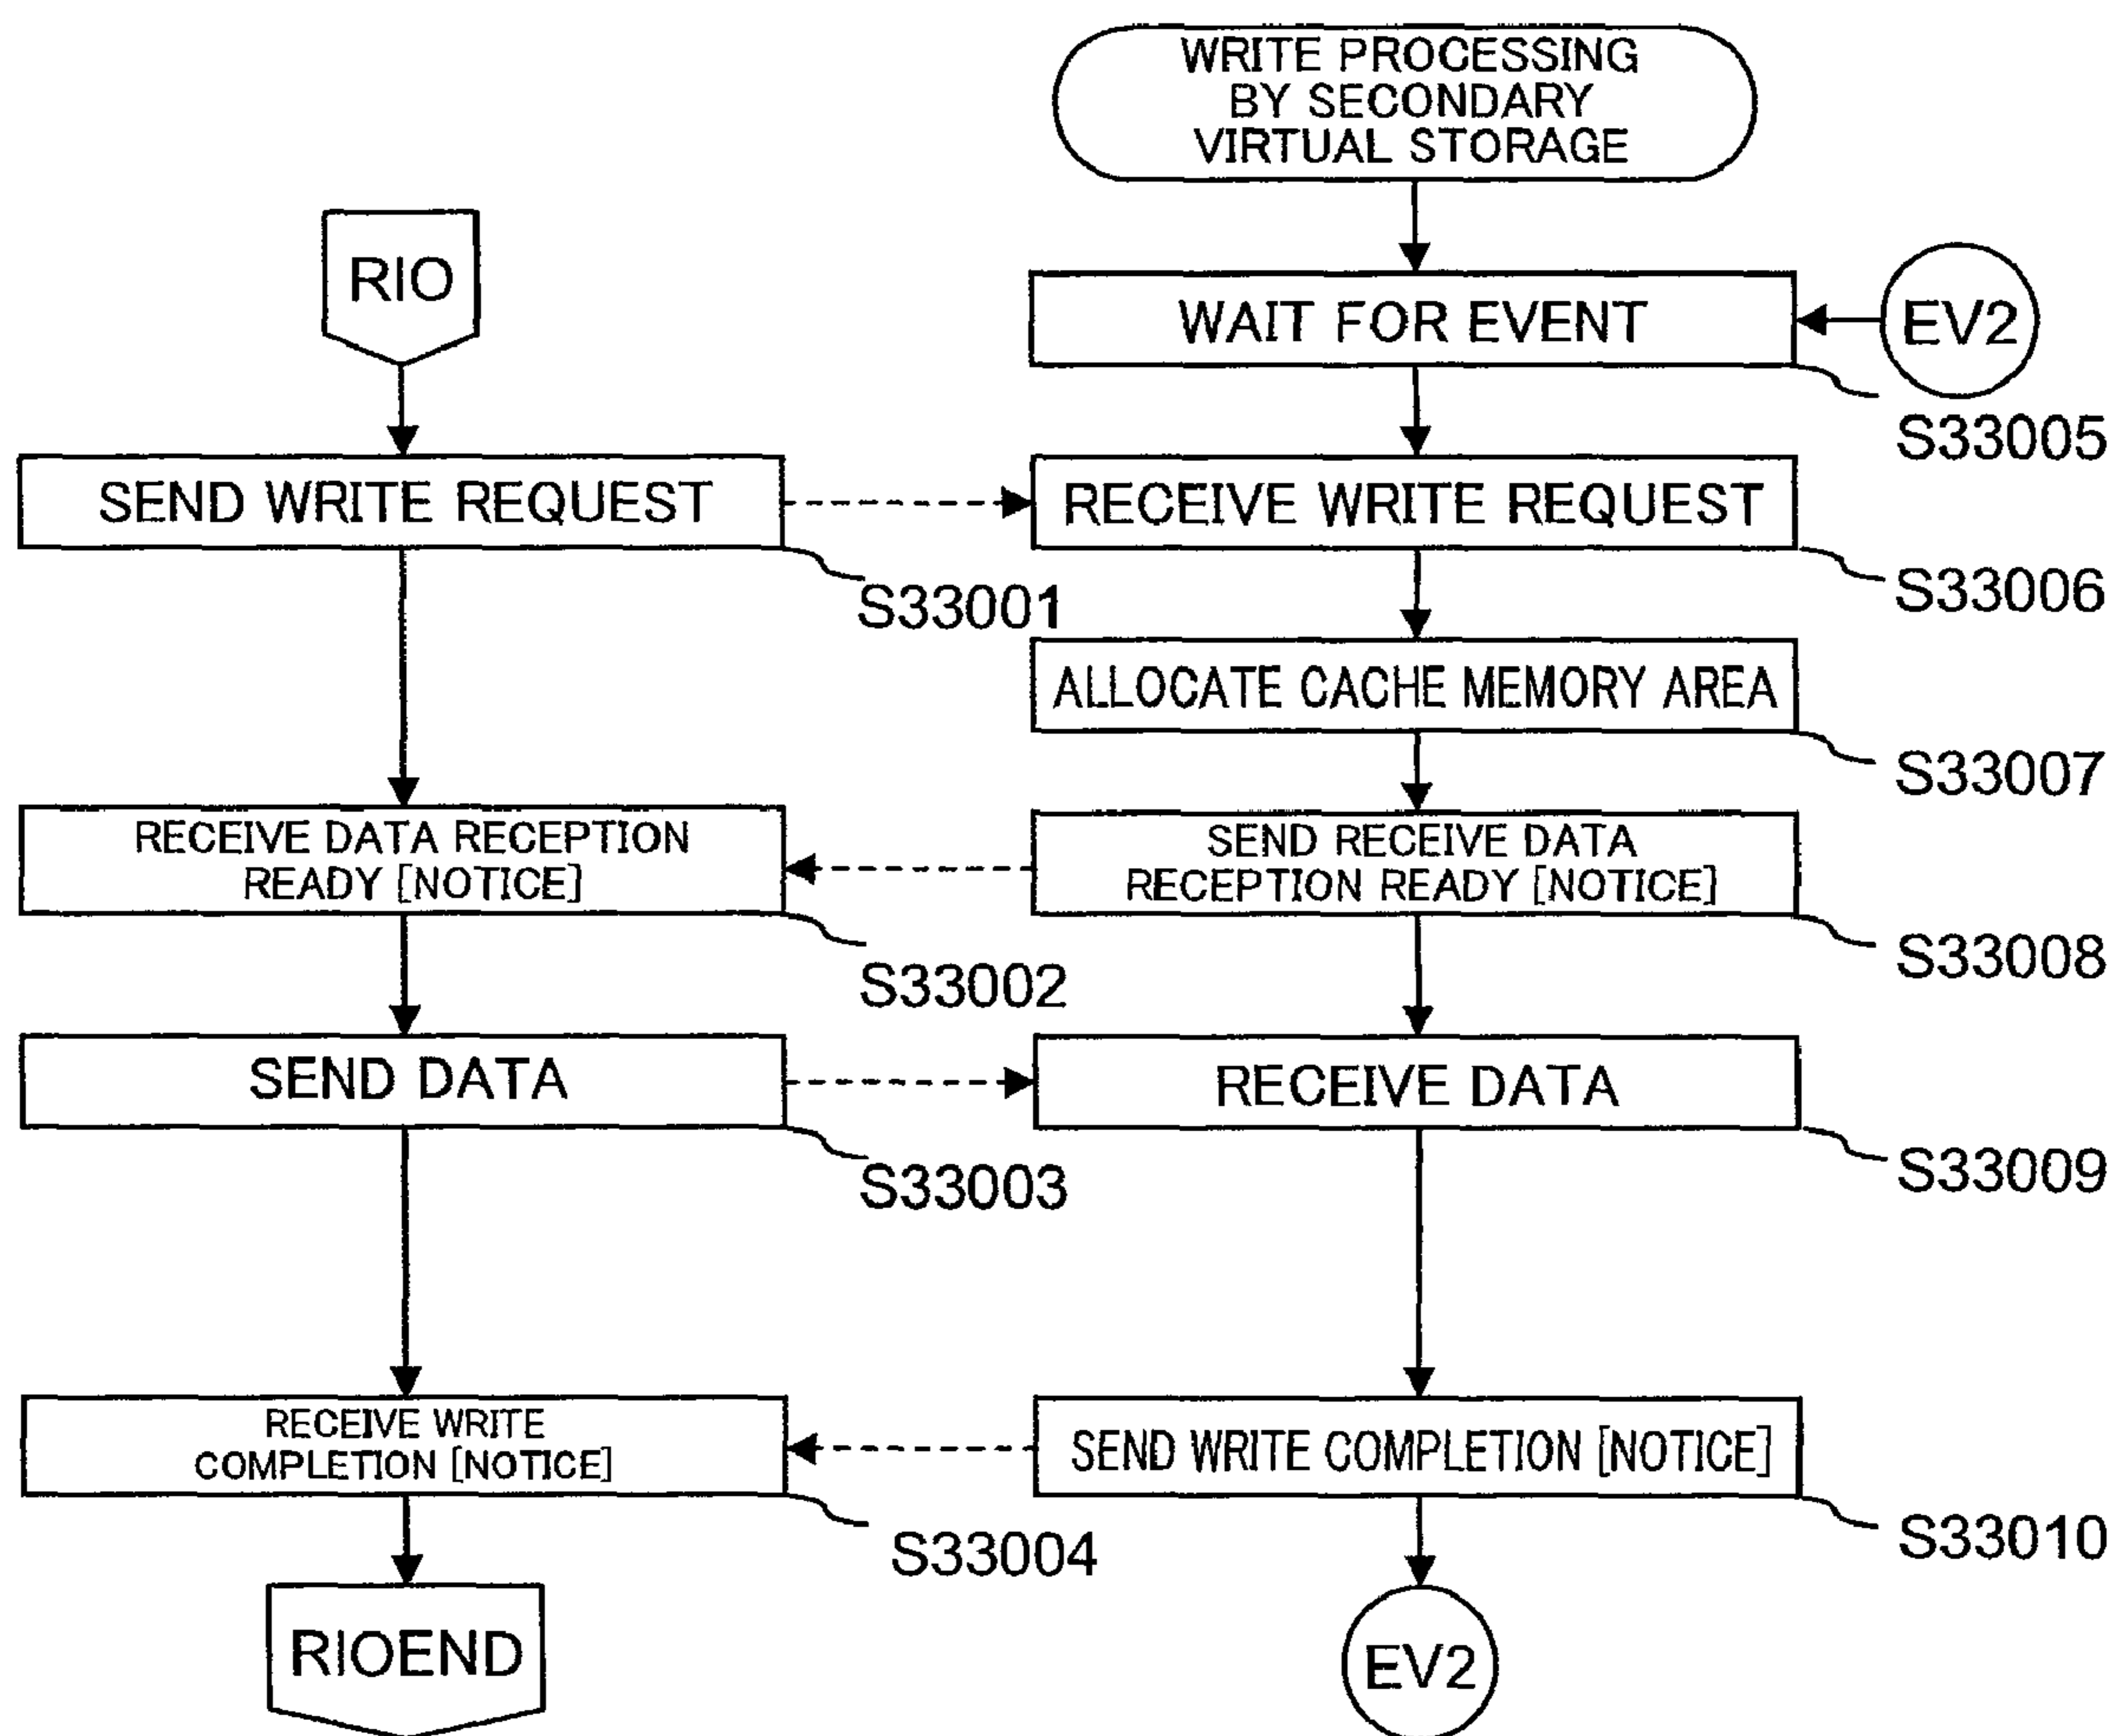 WRITE PROCESSING
BY SECONDARY
VIRTUAL STORAGE
RIO
WAIT FOR EVENT
EV2
S33005
SEND WRITE REQUEST
RECEIVE WRITE REQUEST
S33001
S33006
ALLOCATE CACHE MEMORY AREA
S33007
RECEIVE DATA RECEPTION
READY [NOTICE]
SEND RECEIVE DATA
RECEPTION READY [NOTICE]
S33002
S33008
SEND DATA
RECEIVE DATA
S33003
S33009
RECEIVE WRITE
COMPLETION [NOTICE]
SEND WRITE COMPLETION [NOTICE]
S33004
S33010
RIOEND
EV2